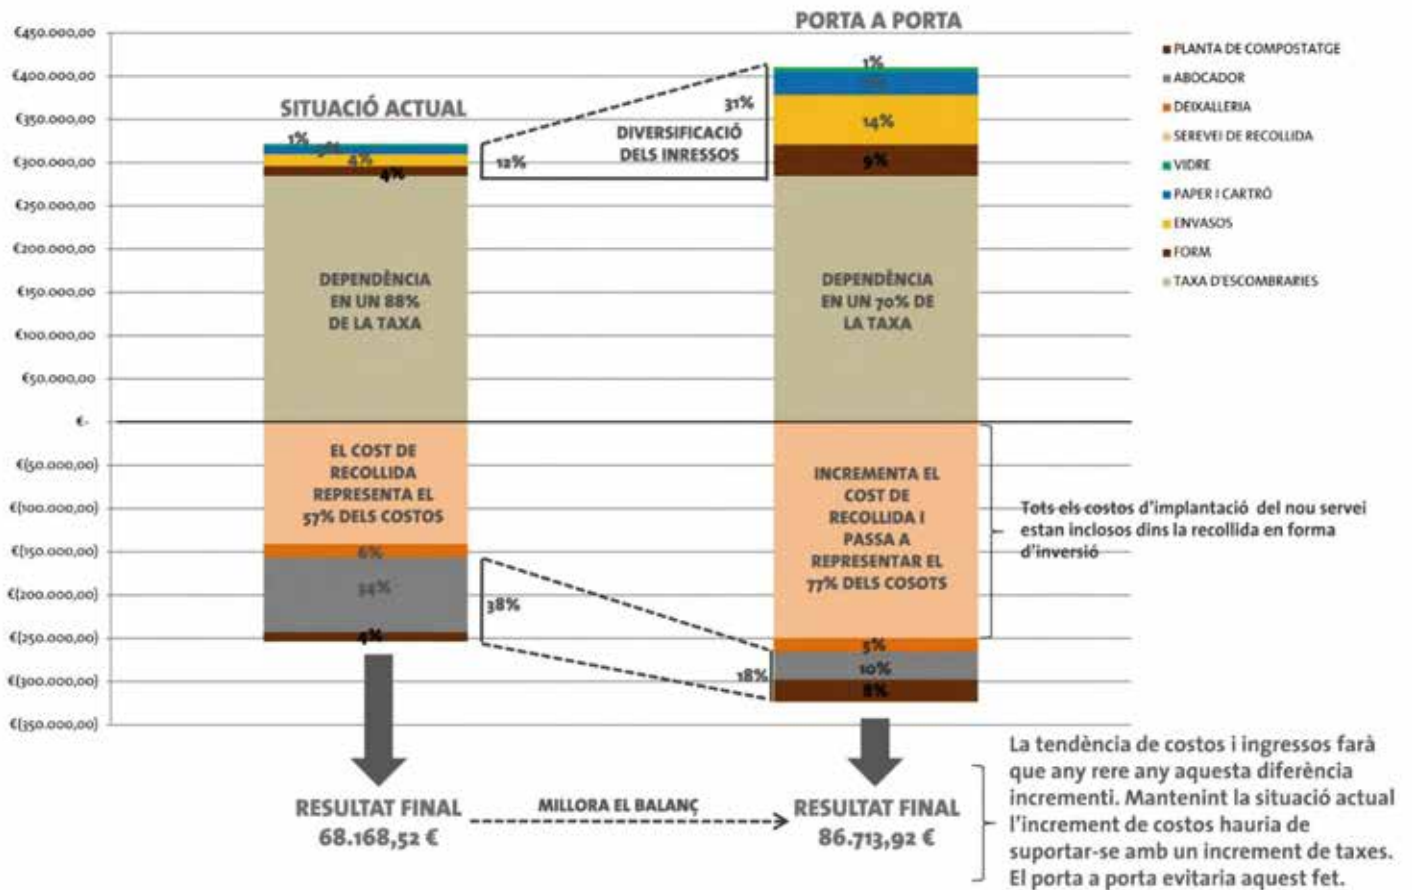 PORTA A PORTA
SITUACIÓ ACTUAL
€450.000,00
€400.000,00
€350.000,00
€300.000,00
€250.000,00
€200.000,00
€150.000,00
€100.000,00
€50.000,00
€-
€(50.000,00)
€(100.000,00)
€(150.000,00)
€(200.000,00)
€(250.000,00)
€(300.000,00)
€(350.000,00)
1%
4%
4%
DEPENDÈNCIA
EN UN 88%
DE LA TAXA
EL COST DE
RECOLLIDA
REPRESENTA EL
57% DELS COSTOS
6%
34%
4%
12%
31%
DIVERSIFICACIÓ
DELS INRESSOS
38%
18%
1%
14%
9%
DEPENDÈNCIA
EN UN 70% DE
LA TAXA
INCREMENTA EL
COST DE
RECOLLIDA I
PASSA A
REPRESENTAR EL
77% DELS COSOTS
5%
10%
8%
PLANTA DE COMPOSTATGE
ABOCADOR
DEIXALLERIA
SEREVEI DE RECOLLIDA
VIDRE
PAPER I CARTRÓ
ENVASOS
FORM
TAXA D'ESCOMBRARIES
Tots els costos d'implantació del nou servei
estan inclosos dins la recollida en forma
d'inversió
RESULTAT FINAL
68.168,52 €
MILLORA EL BALANÇ
RESULTAT FINAL
86.713,92 €
La tendència de costos i ingressos farà
que any rere any aquesta diferència
incrementi. Mantenint la situació actual
l'increment de costos hauria de
suportar-se amb un increment de taxes.
El porta a porta evitaria aquest fet.